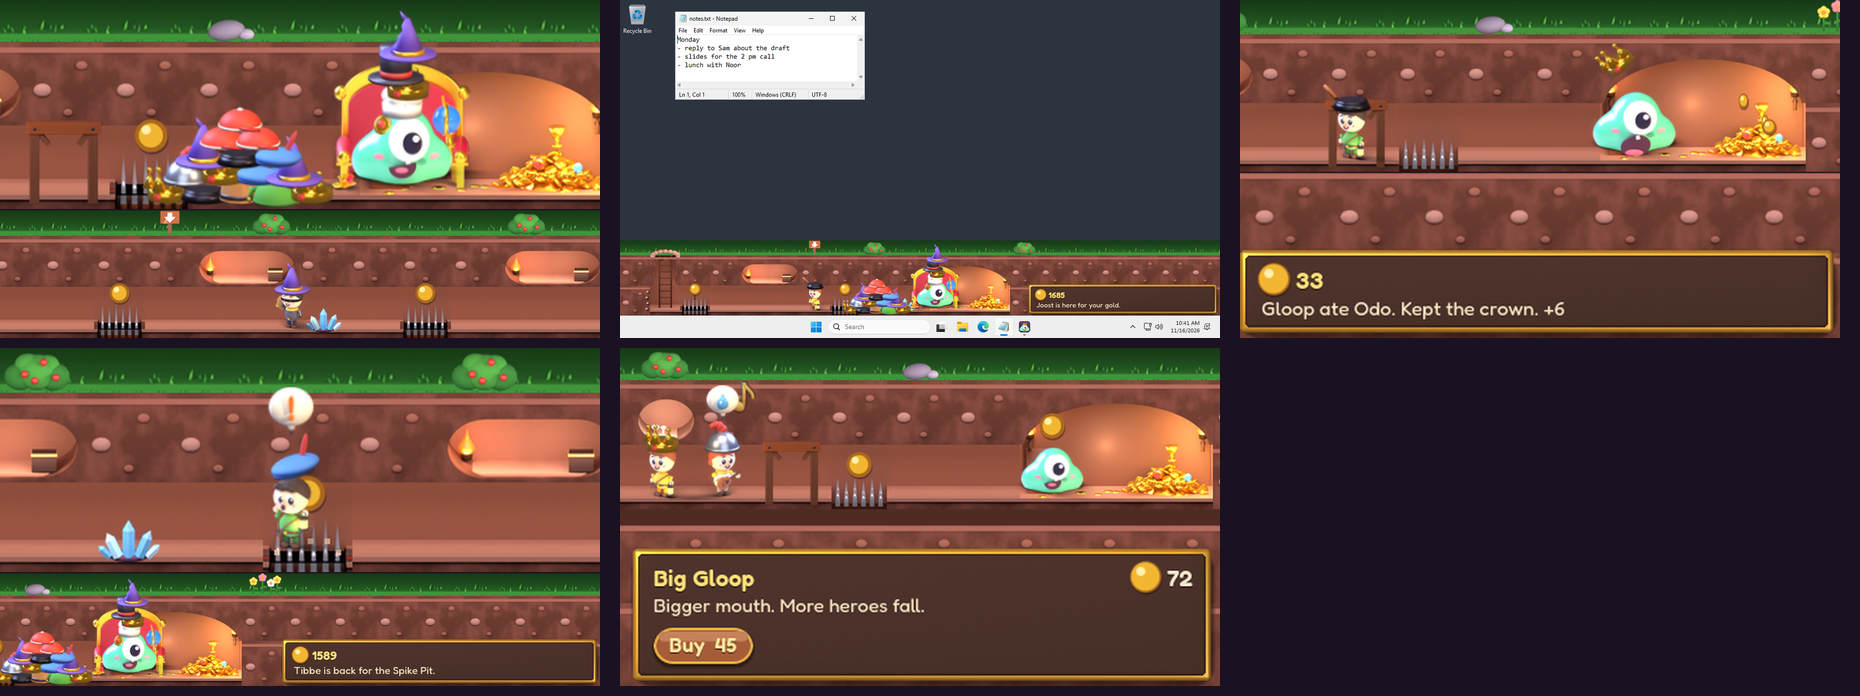 Recycle Bin
notes.txt - Notepad
File Edit Format View Help
Monday
- reply to Sam about the draft
- slides for the 2 pm call
- lunch with Noor
Ln 1, Col 1 100% Windows (CRLF) UTF-8
1685
Joost is here for your gold.
Search
10:41 AM
11/16/2026
33
Gloop ate Odo. Kept the crown. +6
!
1589
Tibbe is back for the Spike Pit.
Big Gloop
72
Bigger mouth. More heroes fall.
Buy 45